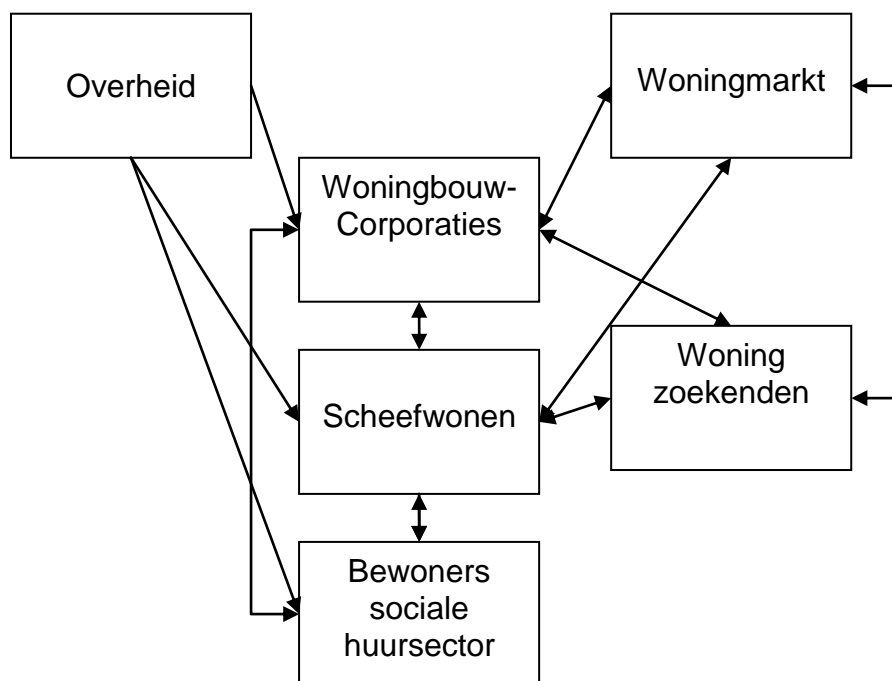 Overheid
Woningmarkt
Woningbouw-
Corporaties
Woning
zoekenden
Scheefwonen
Bewoners
sociale
huursector